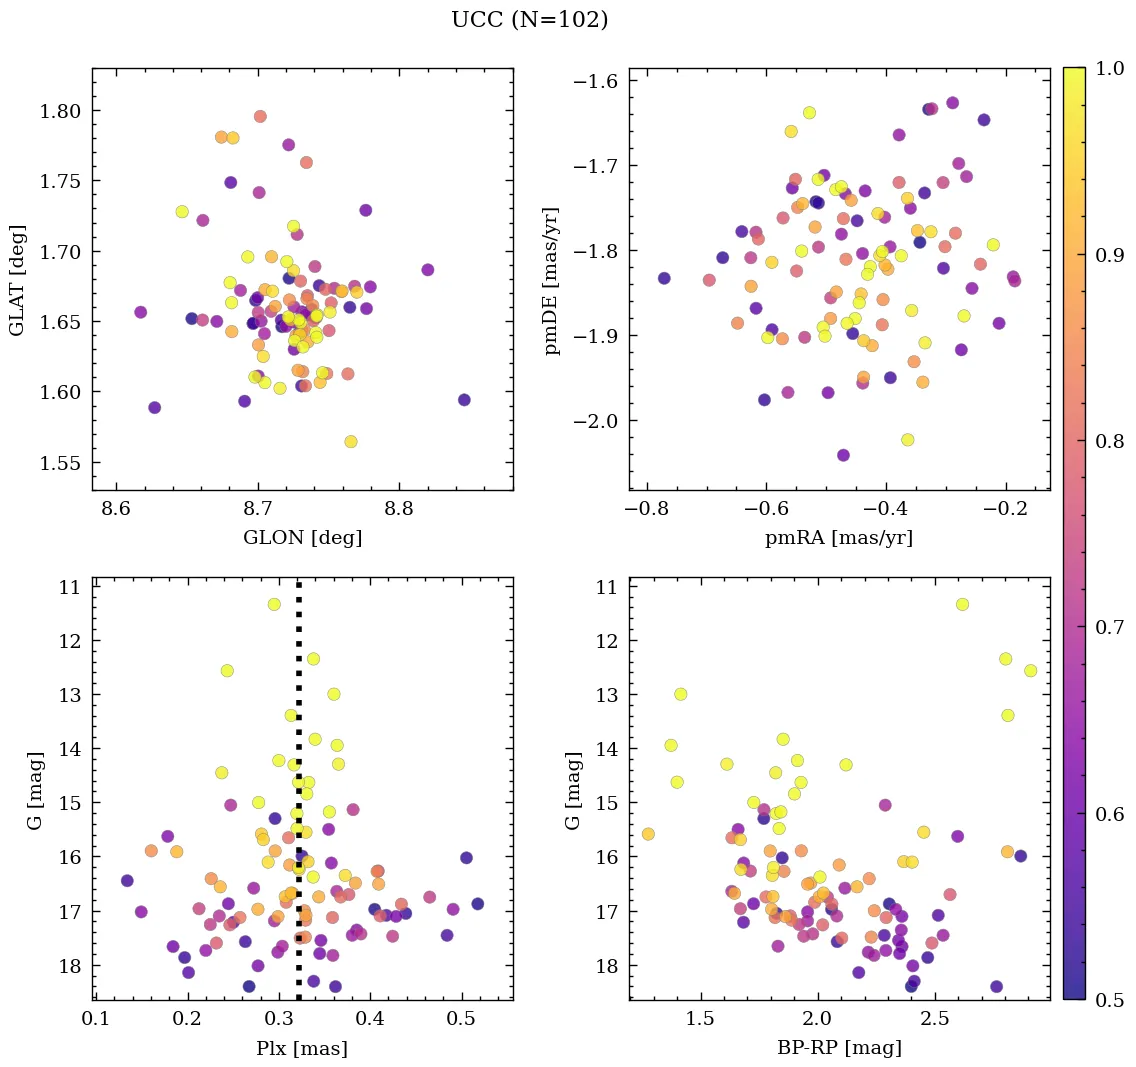 UCC (N=102)
1.80
1.75
1.70
1.65
1.60
1.55
GLAT [deg]
8.6 8.7 8.8
GLON [deg]
−1.6
−1.7
−1.8
−1.9
−2.0
pmDE [mas/yr]
−0.8 −0.6 −0.4 −0.2
pmRA [mas/yr]
11
12
13
14
15
16
17
18
G [mag]
0.1 0.2 0.3 0.4 0.5
Plx [mas]
11
12
13
14
15
16
17
18
G [mag]
1.5 2.0 2.5
BP-RP [mag]
1.0
0.9
0.8
0.7
0.6
0.5